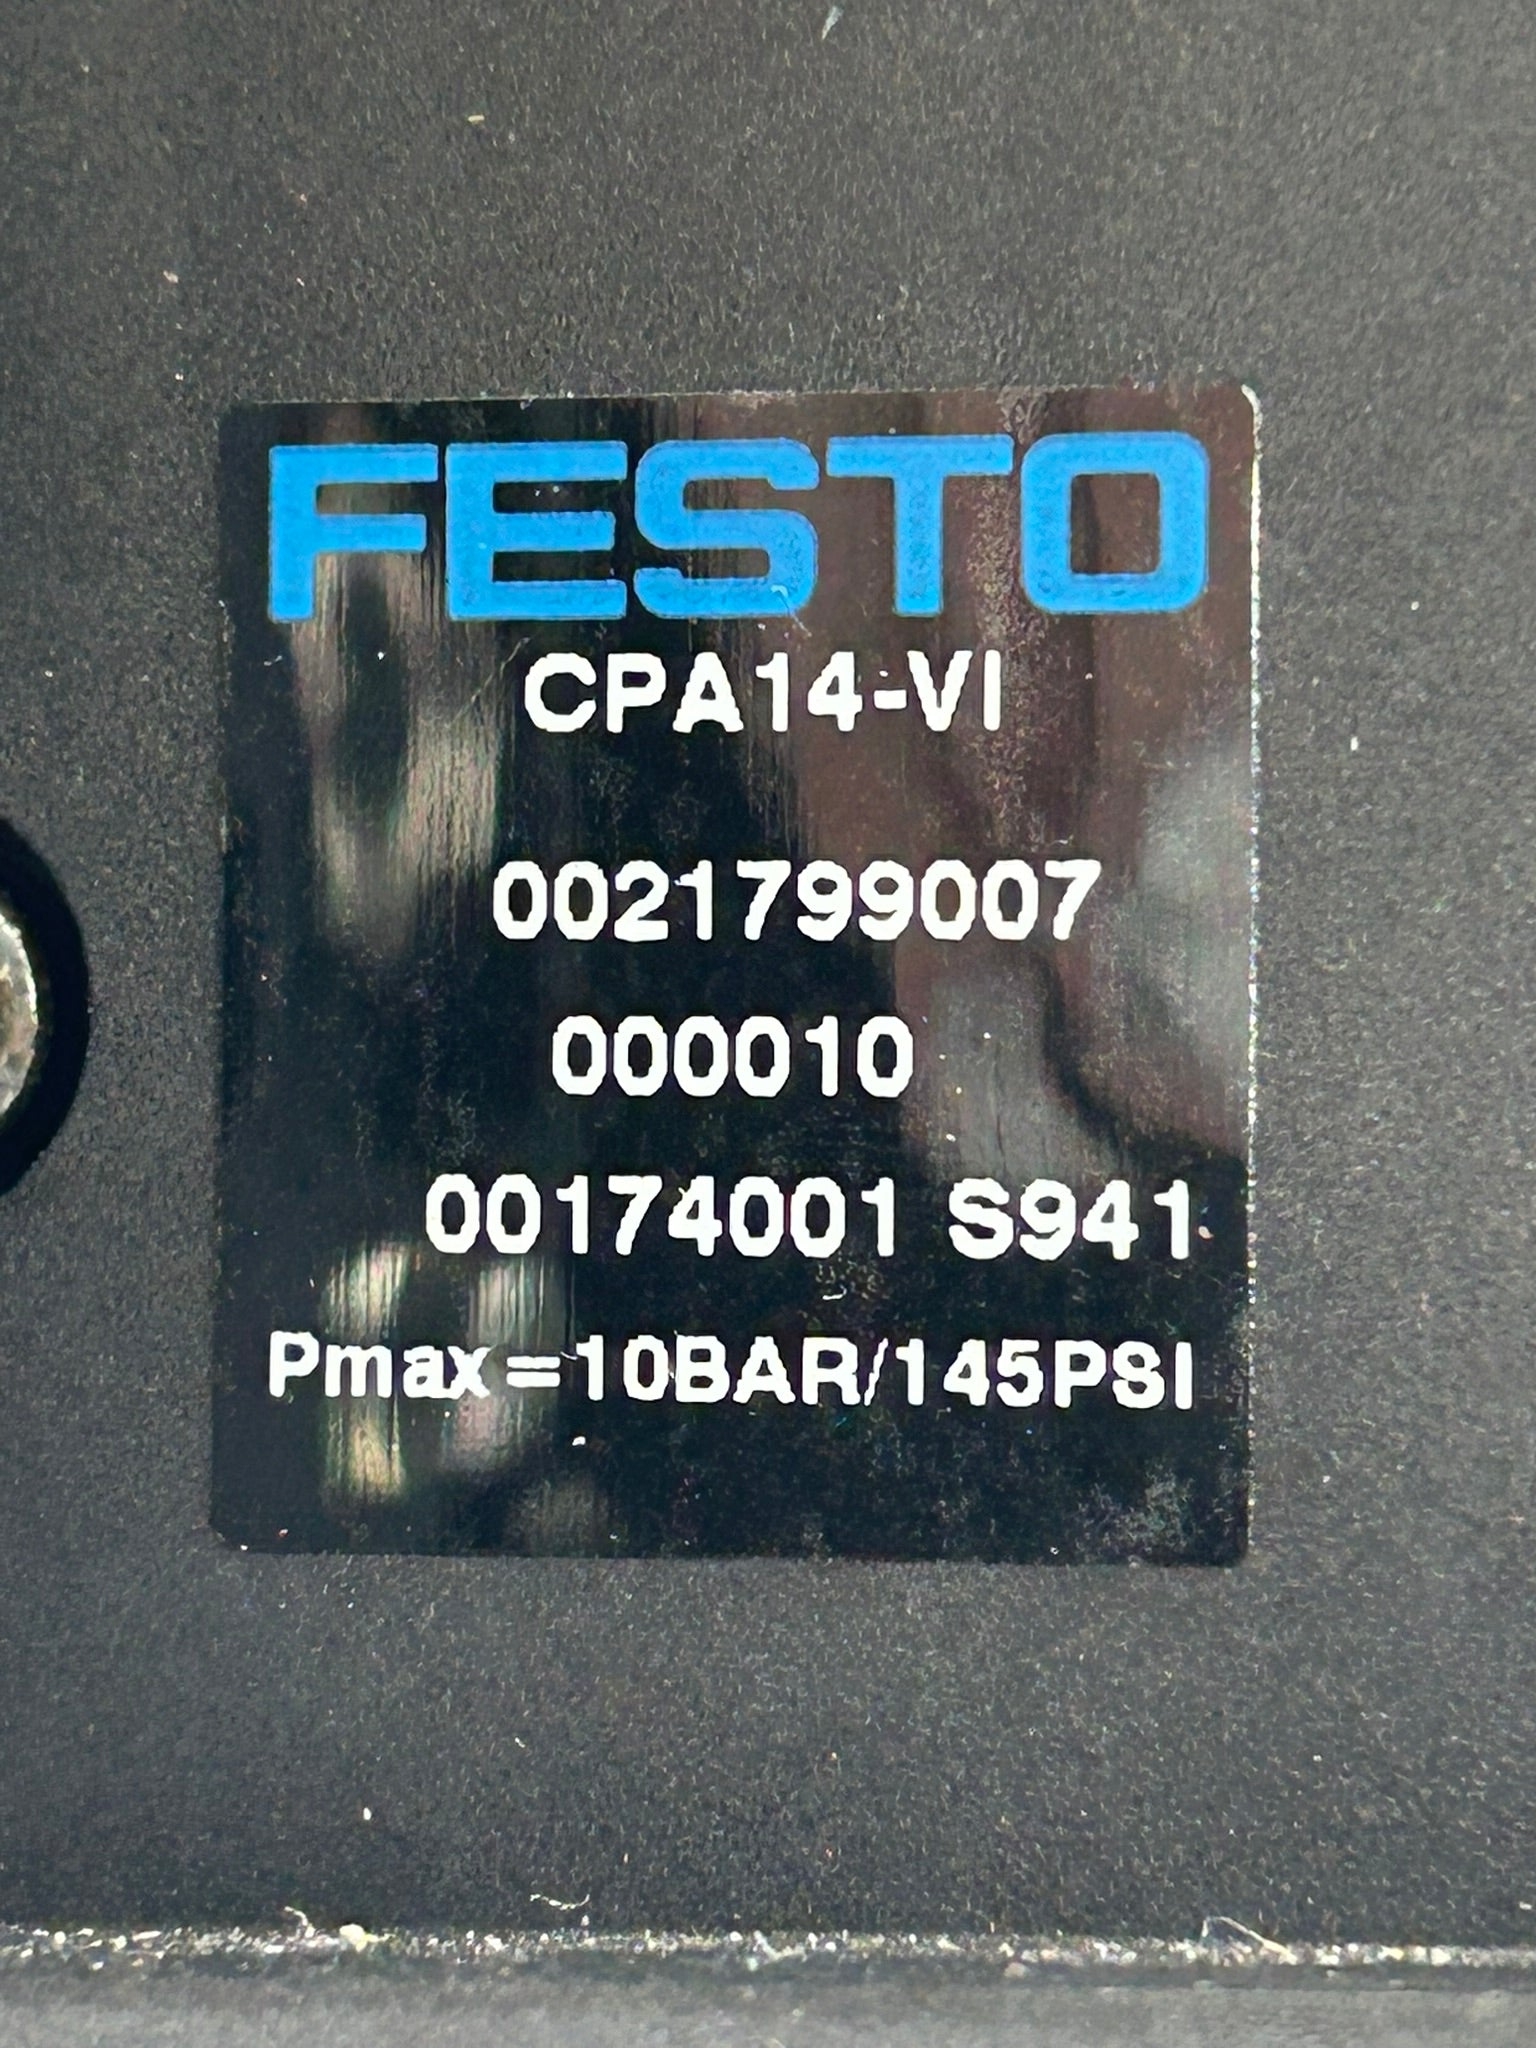 FESTO
CPA14-VI
0021799007
000010
00174001 S941
Pmax=10BAR/145PSI